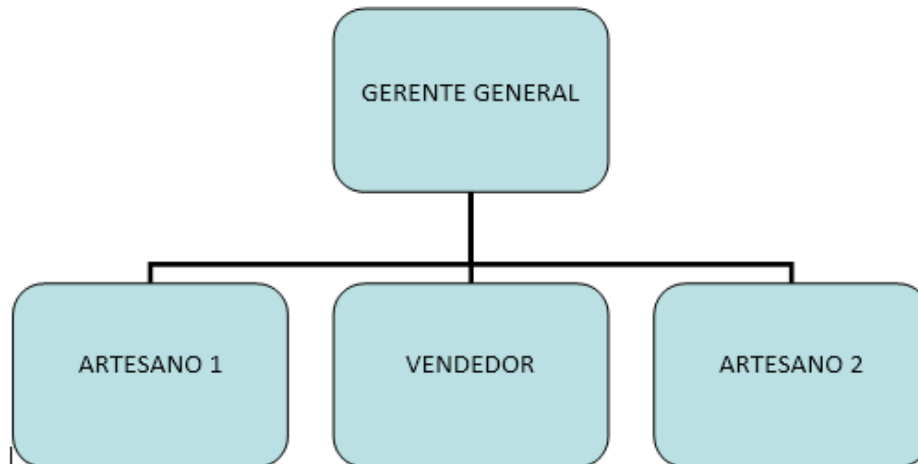 GERENTE GENERAL
ARTESANO 1
VENDEDOR
ARTESANO 2